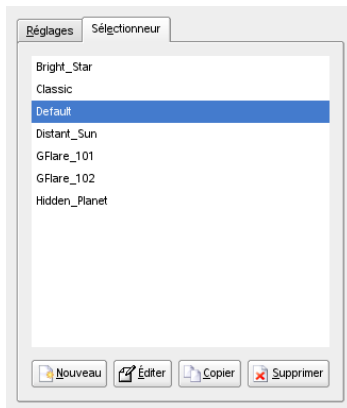 Réglages Sélectionneur
Bright_Star
Classic
Default
Distant_Sun
GFlare_101
GFlare_102
Hidden_Planet
Nouveau Éditer Copier Supprimer